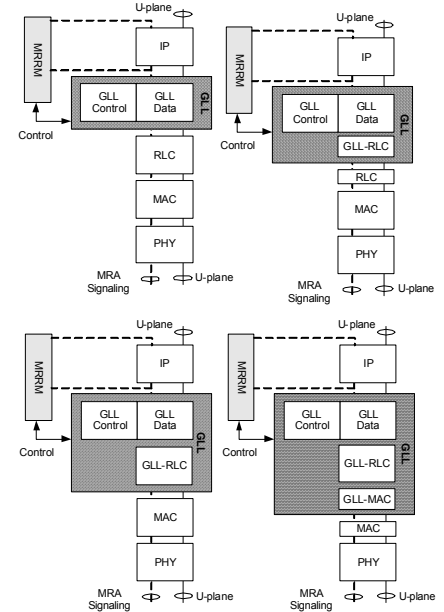 U-plane
MRRM
IP
GLL Control
GLL Data
GLL
Control
RLC
MAC
PHY
MRA Signaling
U-plane
U-plane
MRRM
IP
GLL Control
GLL Data
GLL
GLL-RLC
Control
RLC
MAC
PHY
MRA Signaling
U-plane
U-plane
MRRM
IP
GLL Control
GLL Data
GLL
Control
GLL-RLC
MAC
PHY
MRA Signaling
U-plane
U-plane
MRRM
IP
GLL Control
GLL Data
GLL
Control
GLL-RLC
GLL-MAC
MAC
PHY
MRA Signaling
U-plane